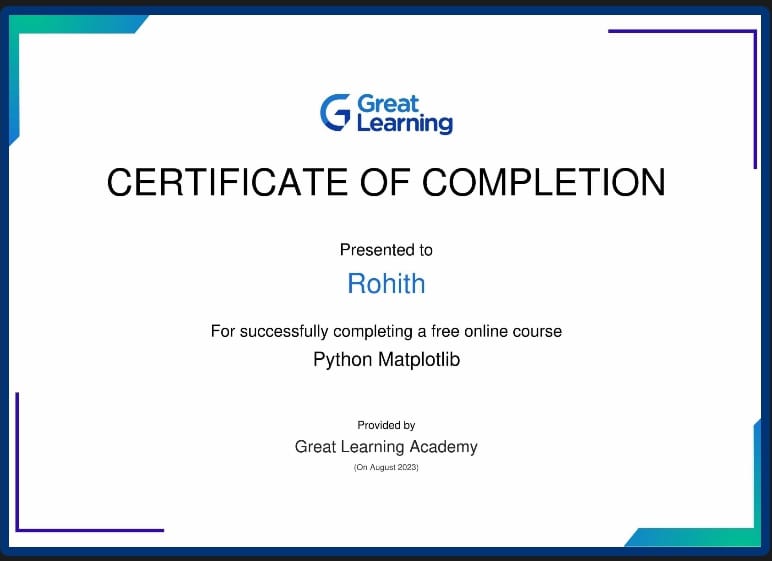 Great
Learning
CERTIFICATE OF COMPLETION
Presented to
Rohith
For successfully completing a free online course
Python Matplotlib
Provided by
Great Learning Academy
(On August 2023)